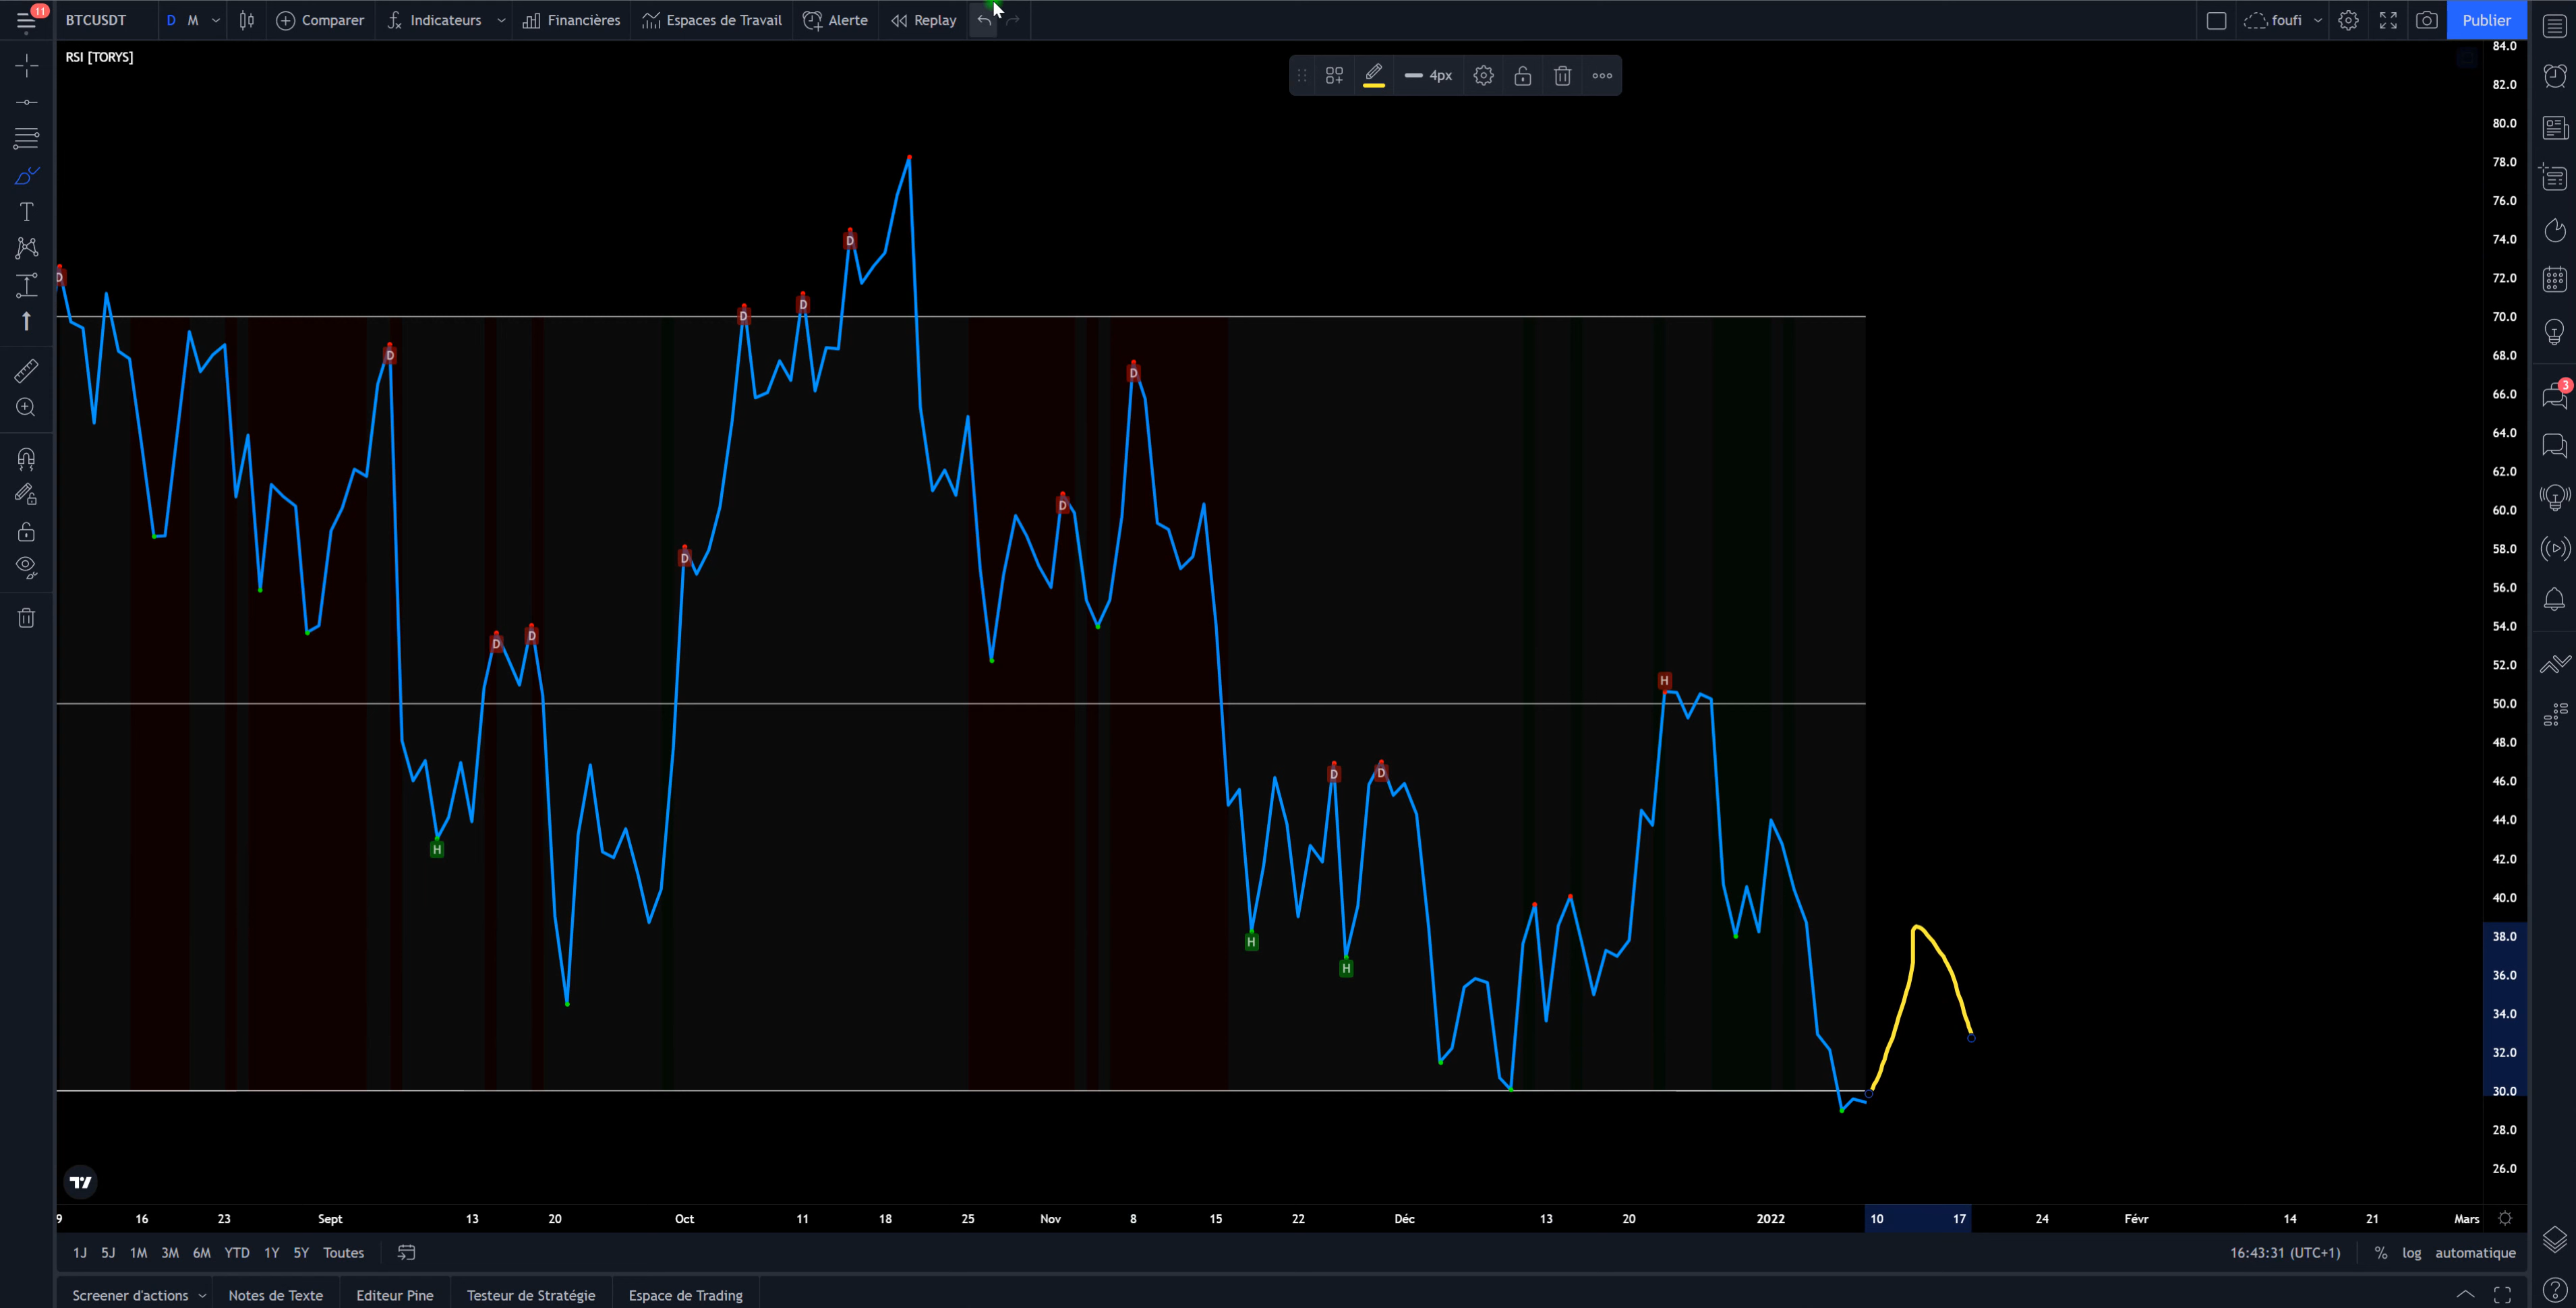 11
BTCUSDT D M Comparer Indicateurs Financières Espaces de Travail Alerte Replay foufi Publier
RSI [TORYS]
4px
84.0
82.0
80.0
78.0
76.0
74.0
72.0
70.0
68.0
66.0
64.0
62.0
60.0
58.0
56.0
54.0
52.0
50.0
48.0
46.0
44.0
42.0
40.0
38.0
36.0
34.0
32.0
30.0
28.0
26.0
3
D
D
D
D
H
D
D
D
D
D
D
H
D
H
D
H
9 16 23 Sept 13 20 Oct 11 18 25 Nov 8 15 22 Déc 13 20 2022 10 17 24 Févr 14 21 Mars
1J 5J 1M 3M 6M YTD 1Y 5Y Toutes 16:43:31 (UTC+1) % log automatique
Screener d'actions Notes de Texte Editeur Pine Testeur de Stratégie Espace de Trading